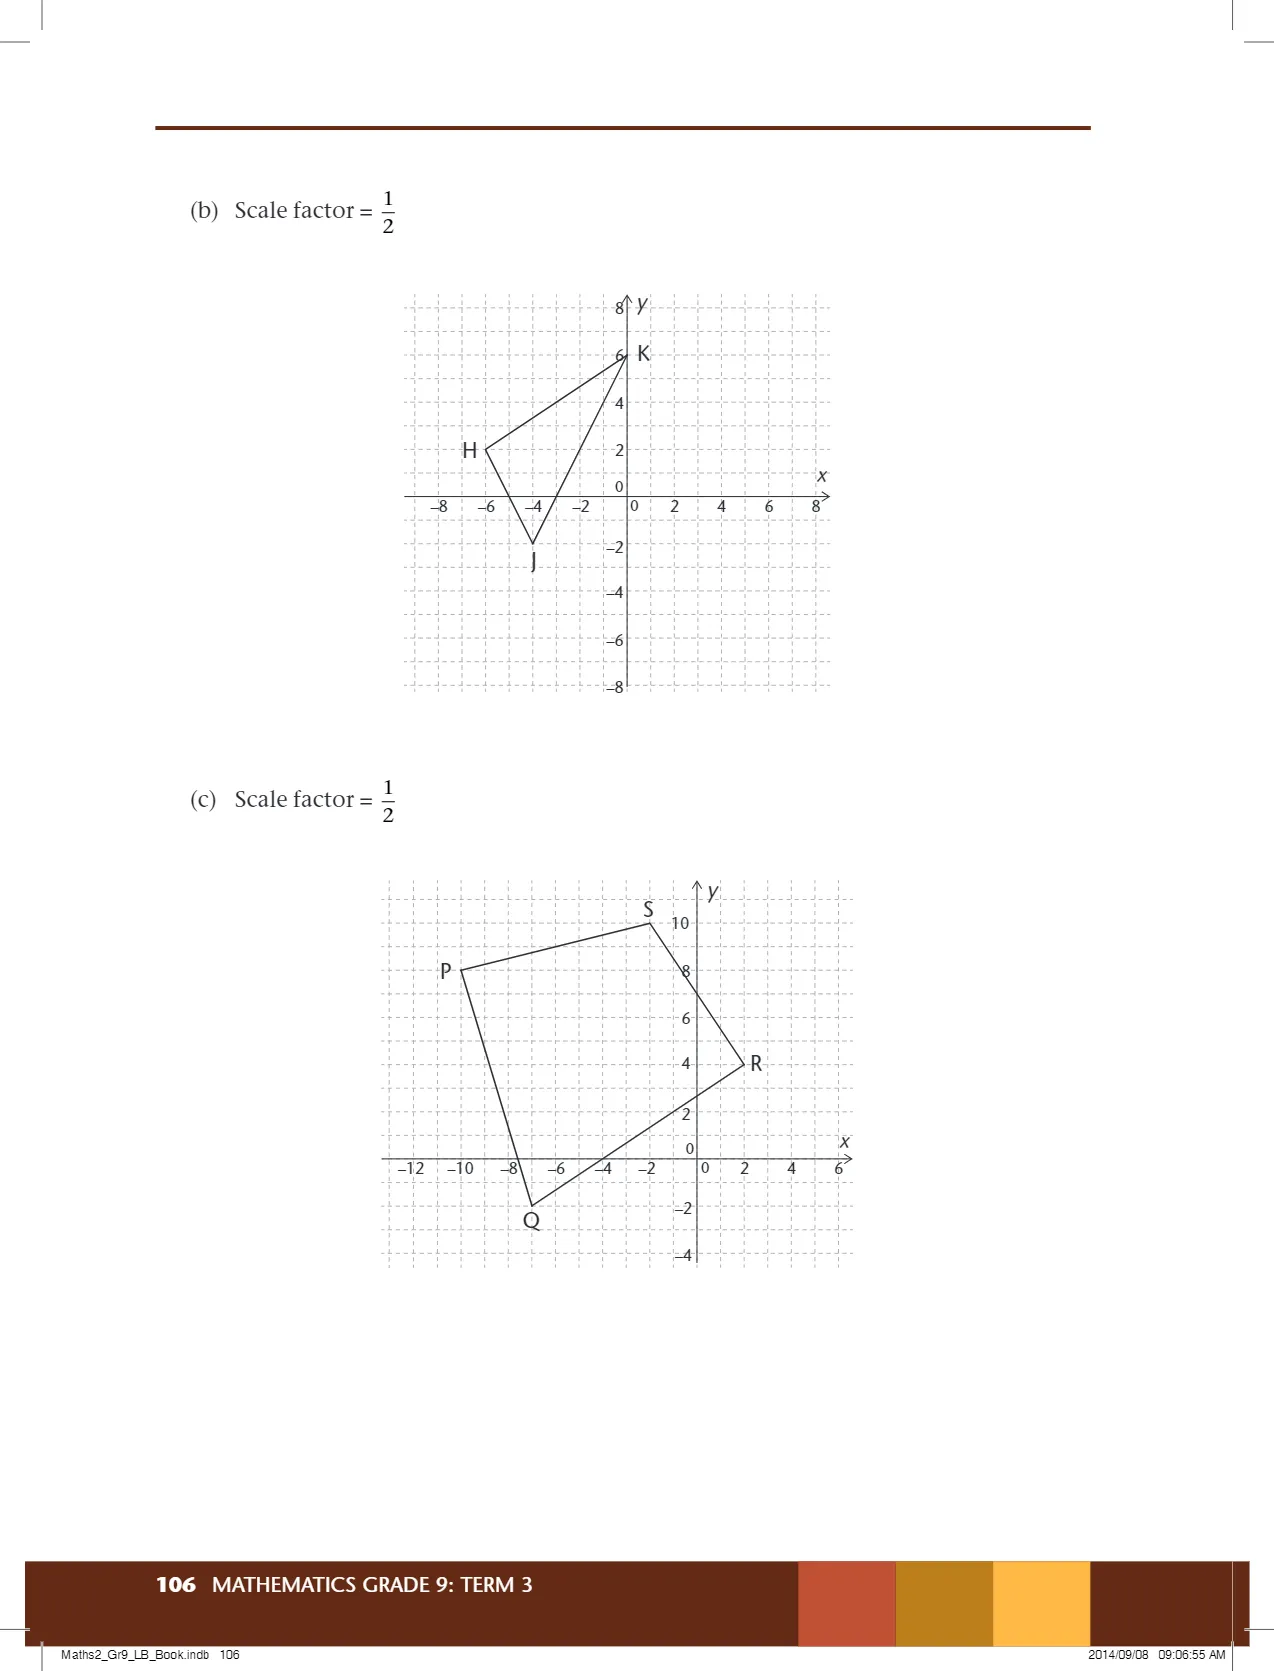 (b) Scale factor = 1/2
8 y
6 K
4
H 2
x
0
–8 –6 –4 –2 0 2 4 6 8
–2
J
–4
–6
–8
(c) Scale factor = 1/2
y
S
10
P 8
6
4 R
2
x
0
–12 –10 –8 –6 –4 –2 0 2 4 6
–2
Q
–4
106 MATHEMATICS GRADE 9: TERM 3
Maths2_Gr9_LB_Book.indb 106 2014/09/08 09:06:55 AM